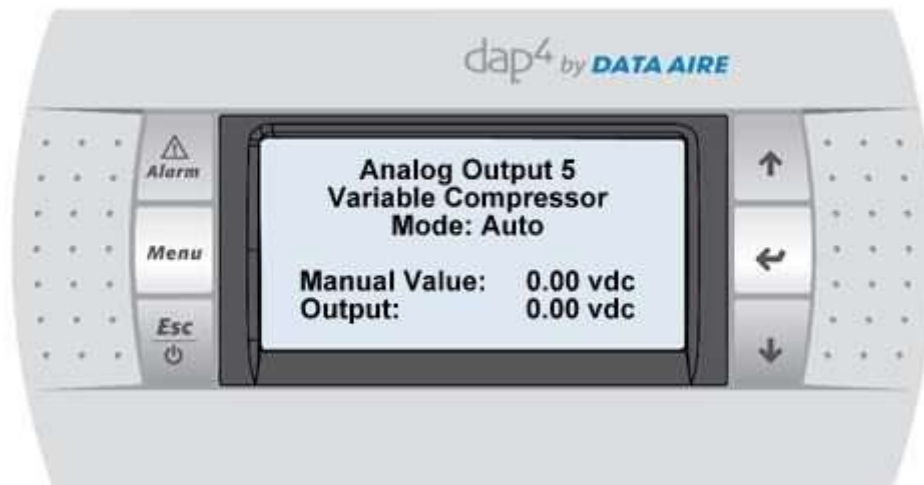 dap4 by DATA AIRE
Alarm
Menu
Esc
Analog Output 5
Variable Compressor
Mode: Auto
Manual Value: 0.00 vdc
Output: 0.00 vdc